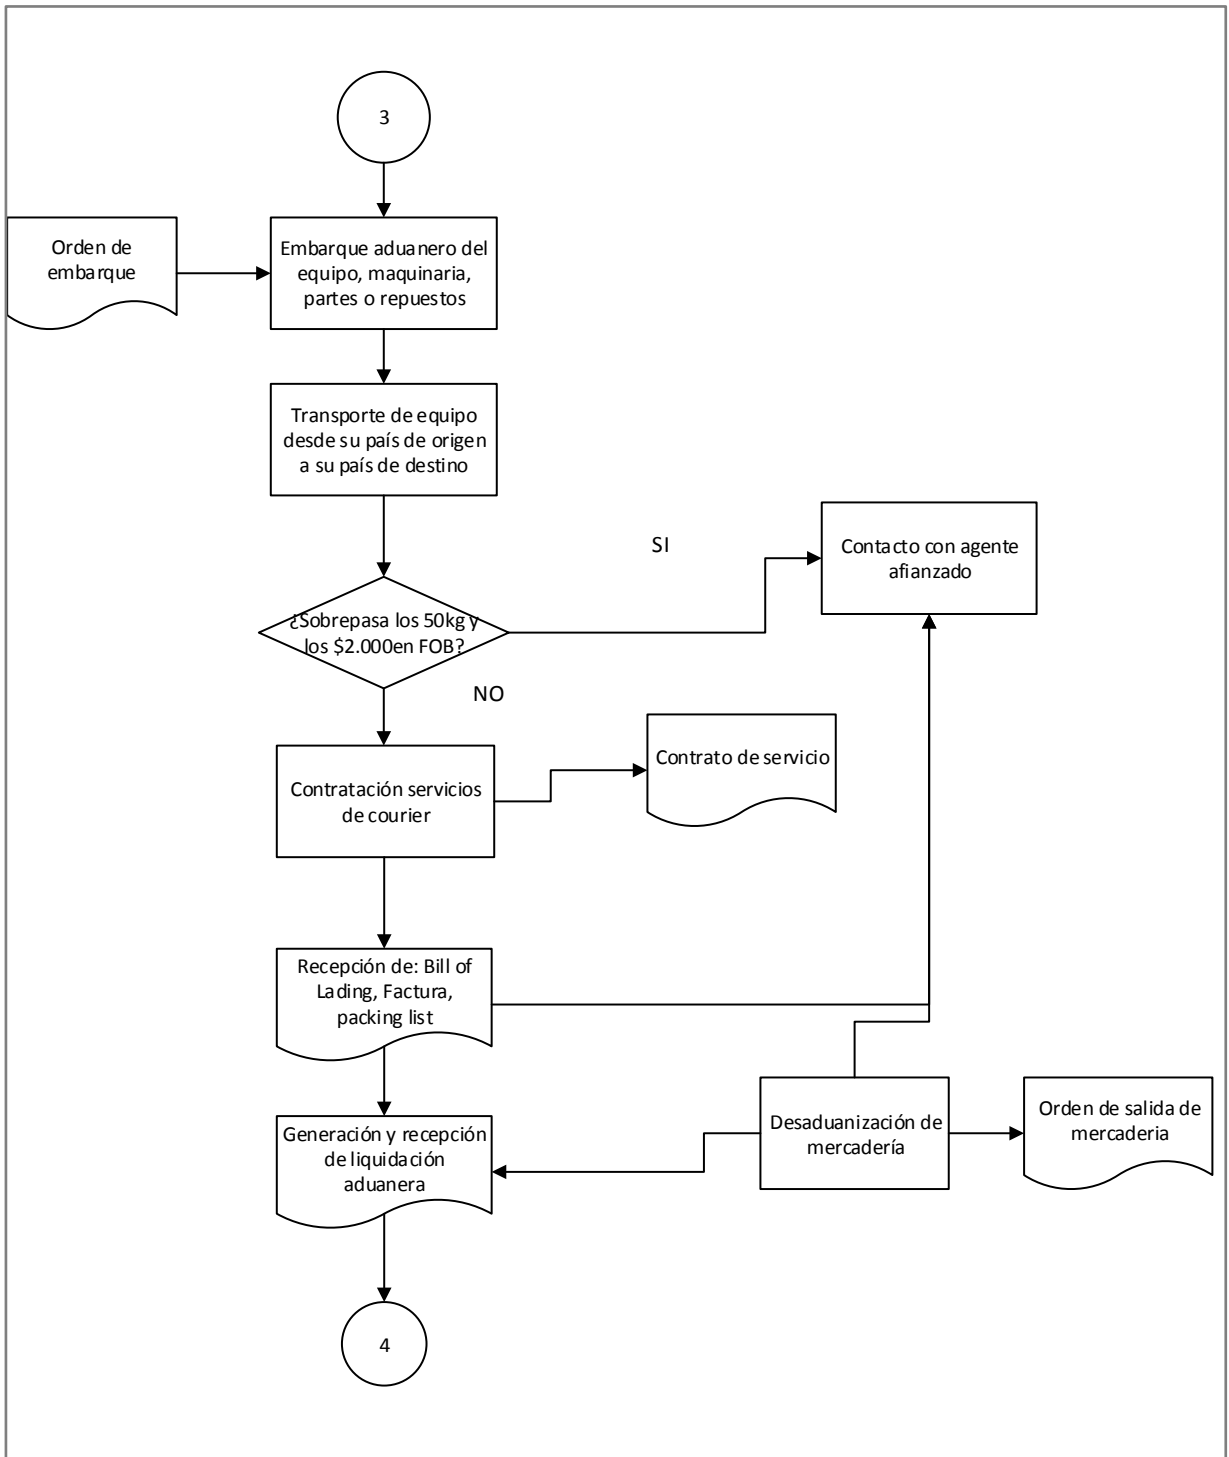 3
Orden de
embarque
Embarque aduanero del
equipo, maquinaria,
partes o repuestos
Transporte de equipo
desde su país de origen
a su país de destino
SI
Contacto con agente
afianzado
¿Sobrepasa los 50kg y
los $2.000en FOB?
NO
Contrato de servicio
Contratación servicios
de courier
Recepción de: Bill of
Lading, Factura,
packing list
Generación y recepción
de liquidación
aduanera
Desaduanización de
mercadería
Orden de salida de
mercaderia
4